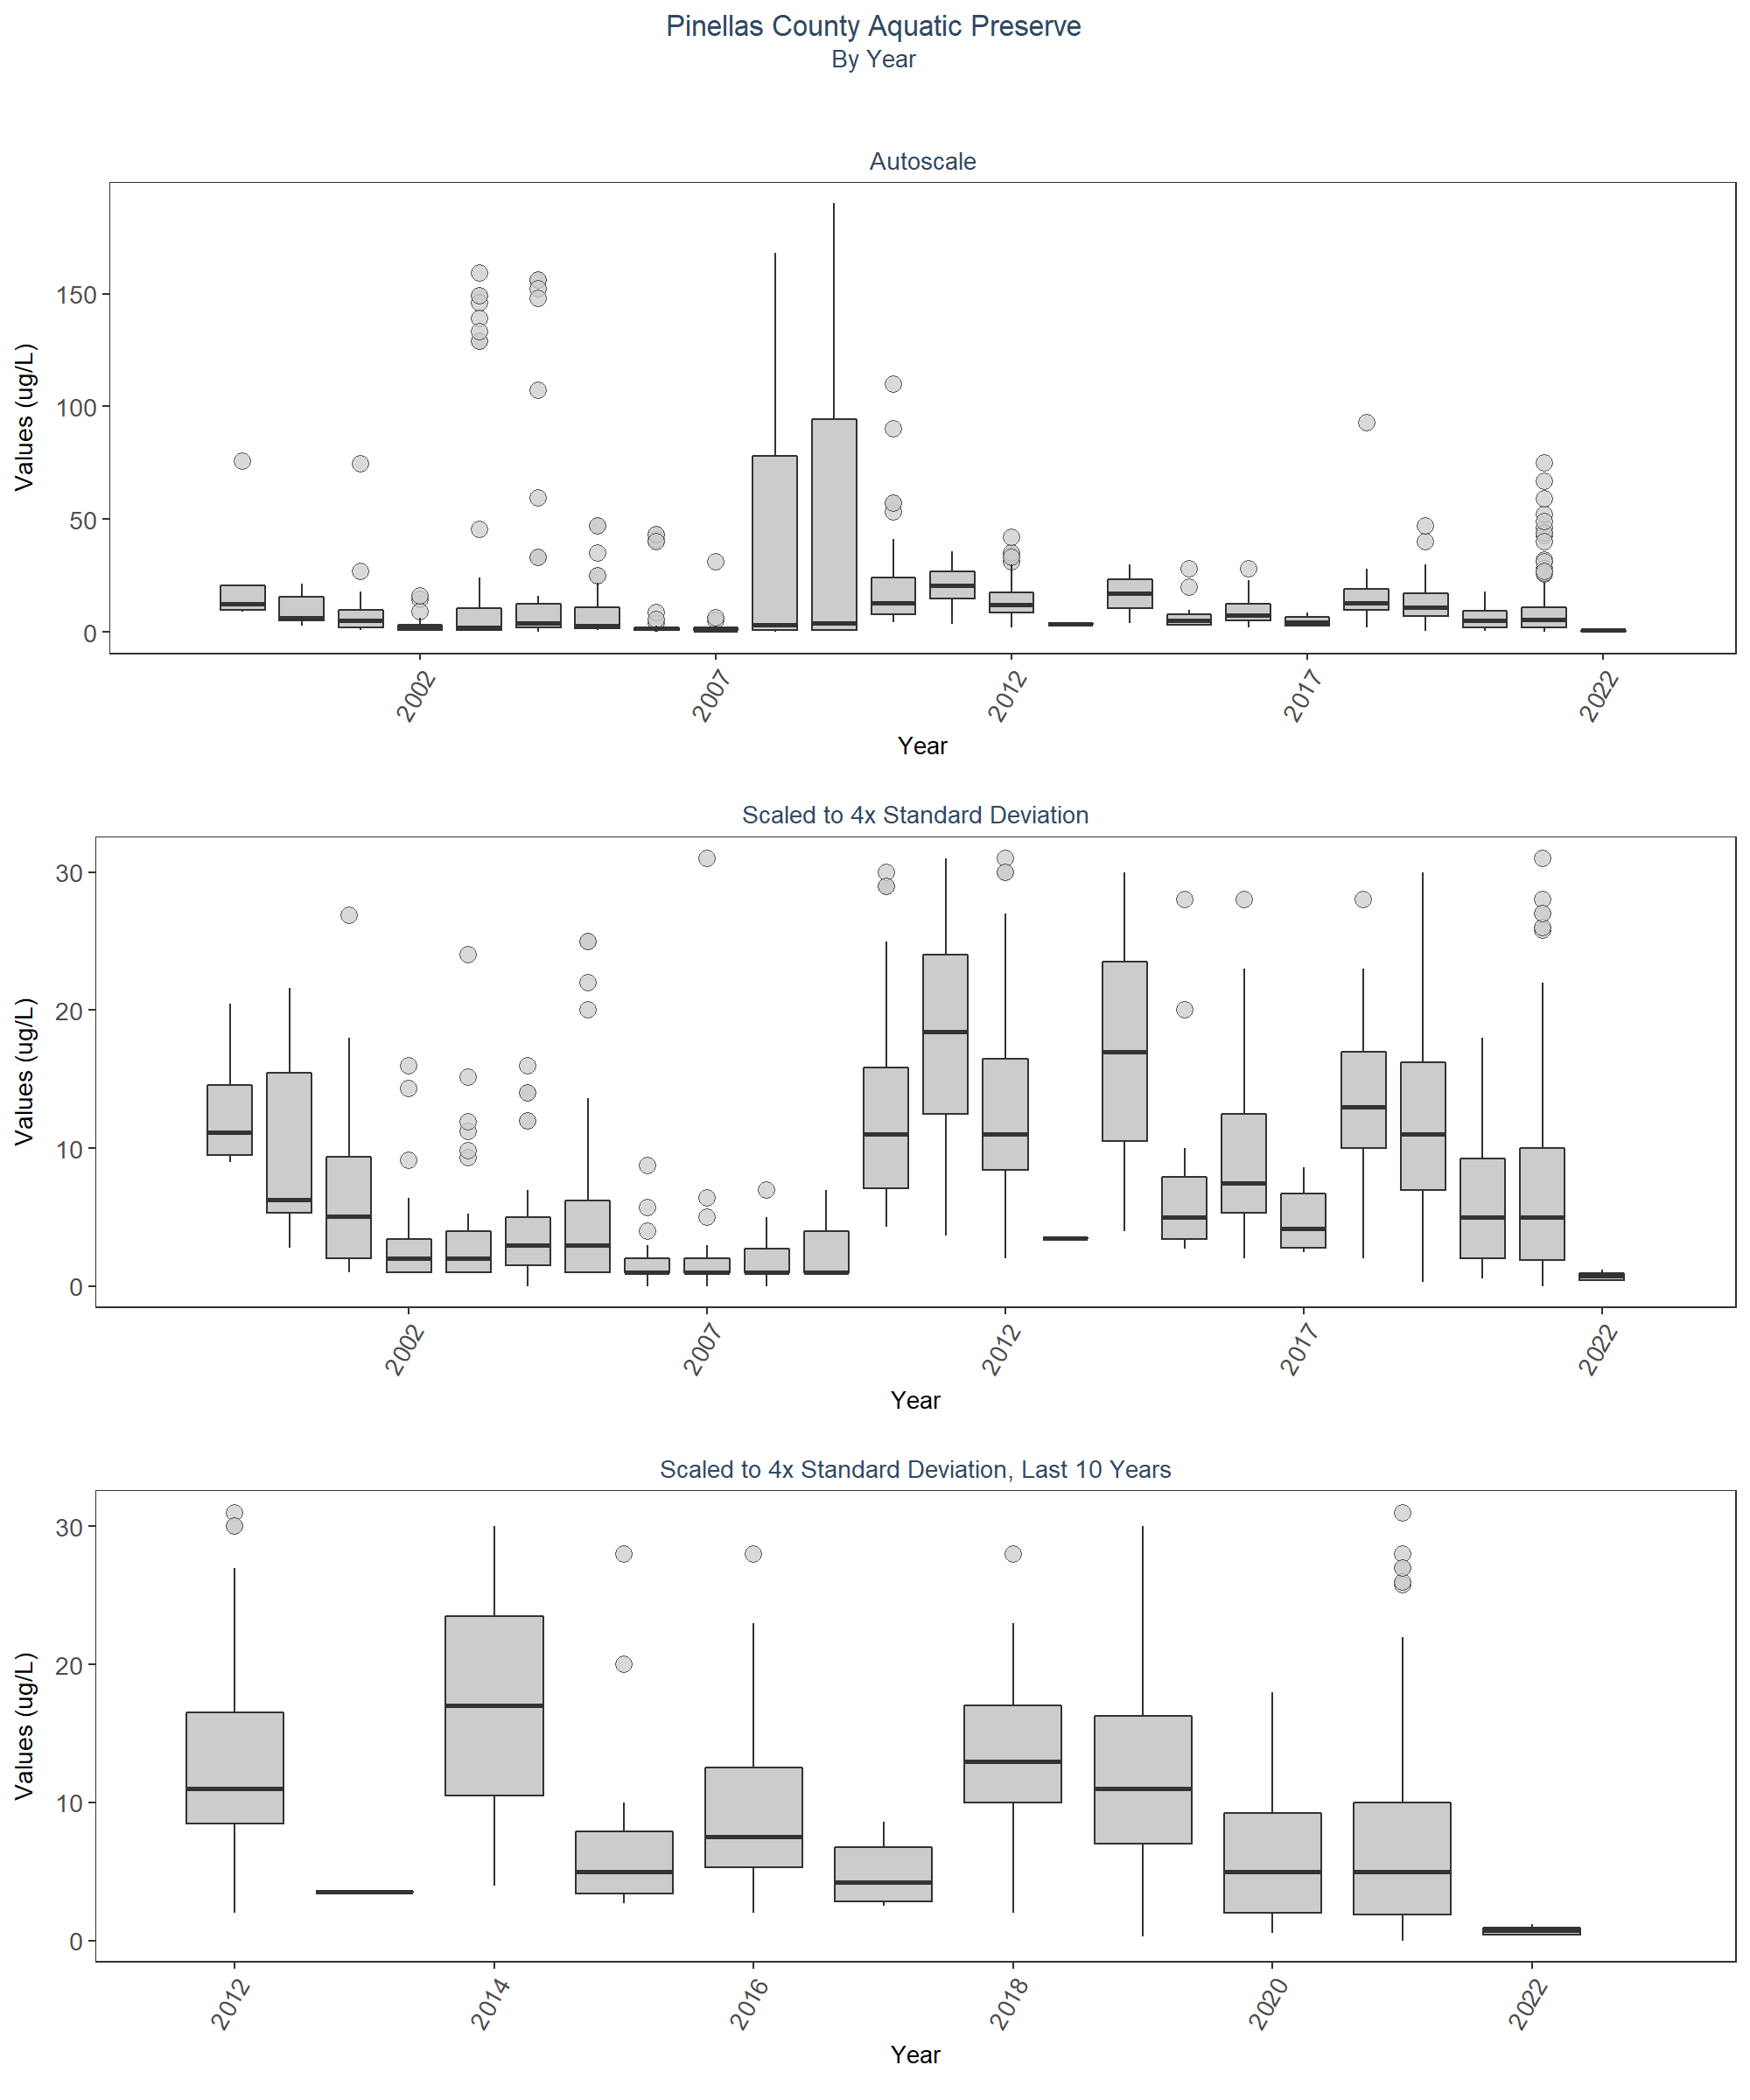 Pinellas County Aquatic Preserve
By Year
Autoscale
Values (ug/L)
150
100
50
0
2002
2007
2012
2017
2022
Year
Scaled to 4x Standard Deviation
Values (ug/L)
30
20
10
0
2002
2007
2012
2017
2022
Year
Scaled to 4x Standard Deviation, Last 10 Years
Values (ug/L)
30
20
10
0
2012
2014
2016
2018
2020
2022
Year